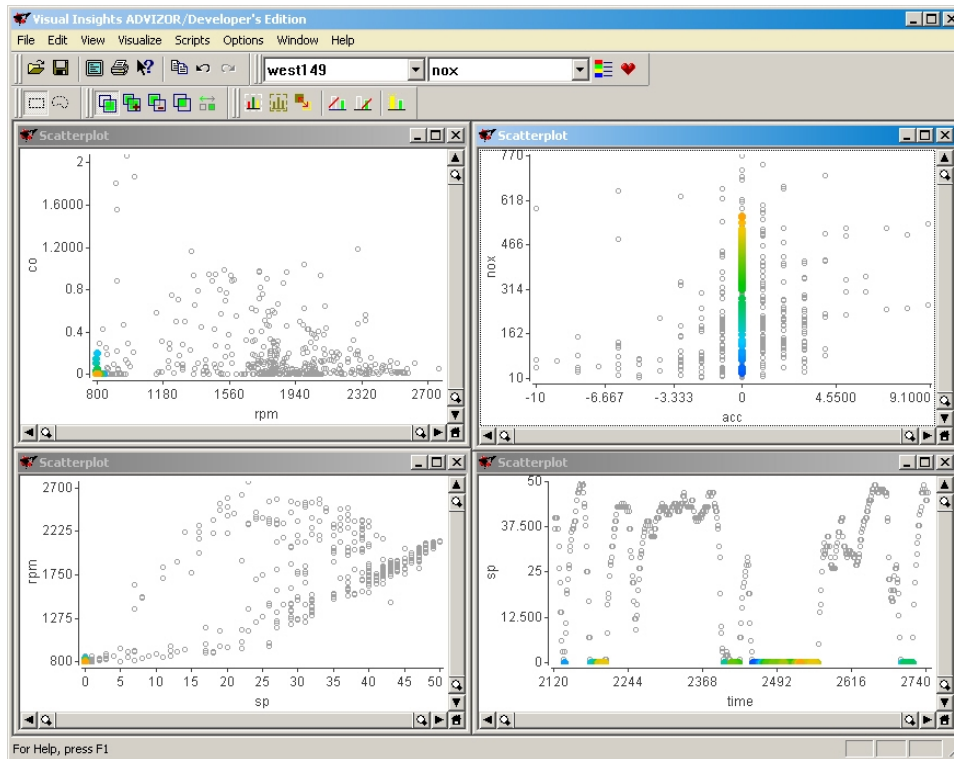 Visual Insights ADVIZOR/Developer's Edition
File Edit View Visualize Scripts Options Window Help
west149 nox
Scatterplot
2
1.6000
1.2000
0.8
0.4
0
co
800 1180 1560 1940 2320 2700
rpm
Scatterplot
770
618
466
314
162
10
nox
-10 -6.667 -3.333 0 4.5500 9.1000
acc
Scatterplot
2700
2225
1750
1275
800
rpm
0 5 10 15 20 25 30 35 40 45 50
sp
Scatterplot
50
37.500
25
12.500
0
sp
2120 2244 2368 2492 2616 2740
time
For Help, press F1